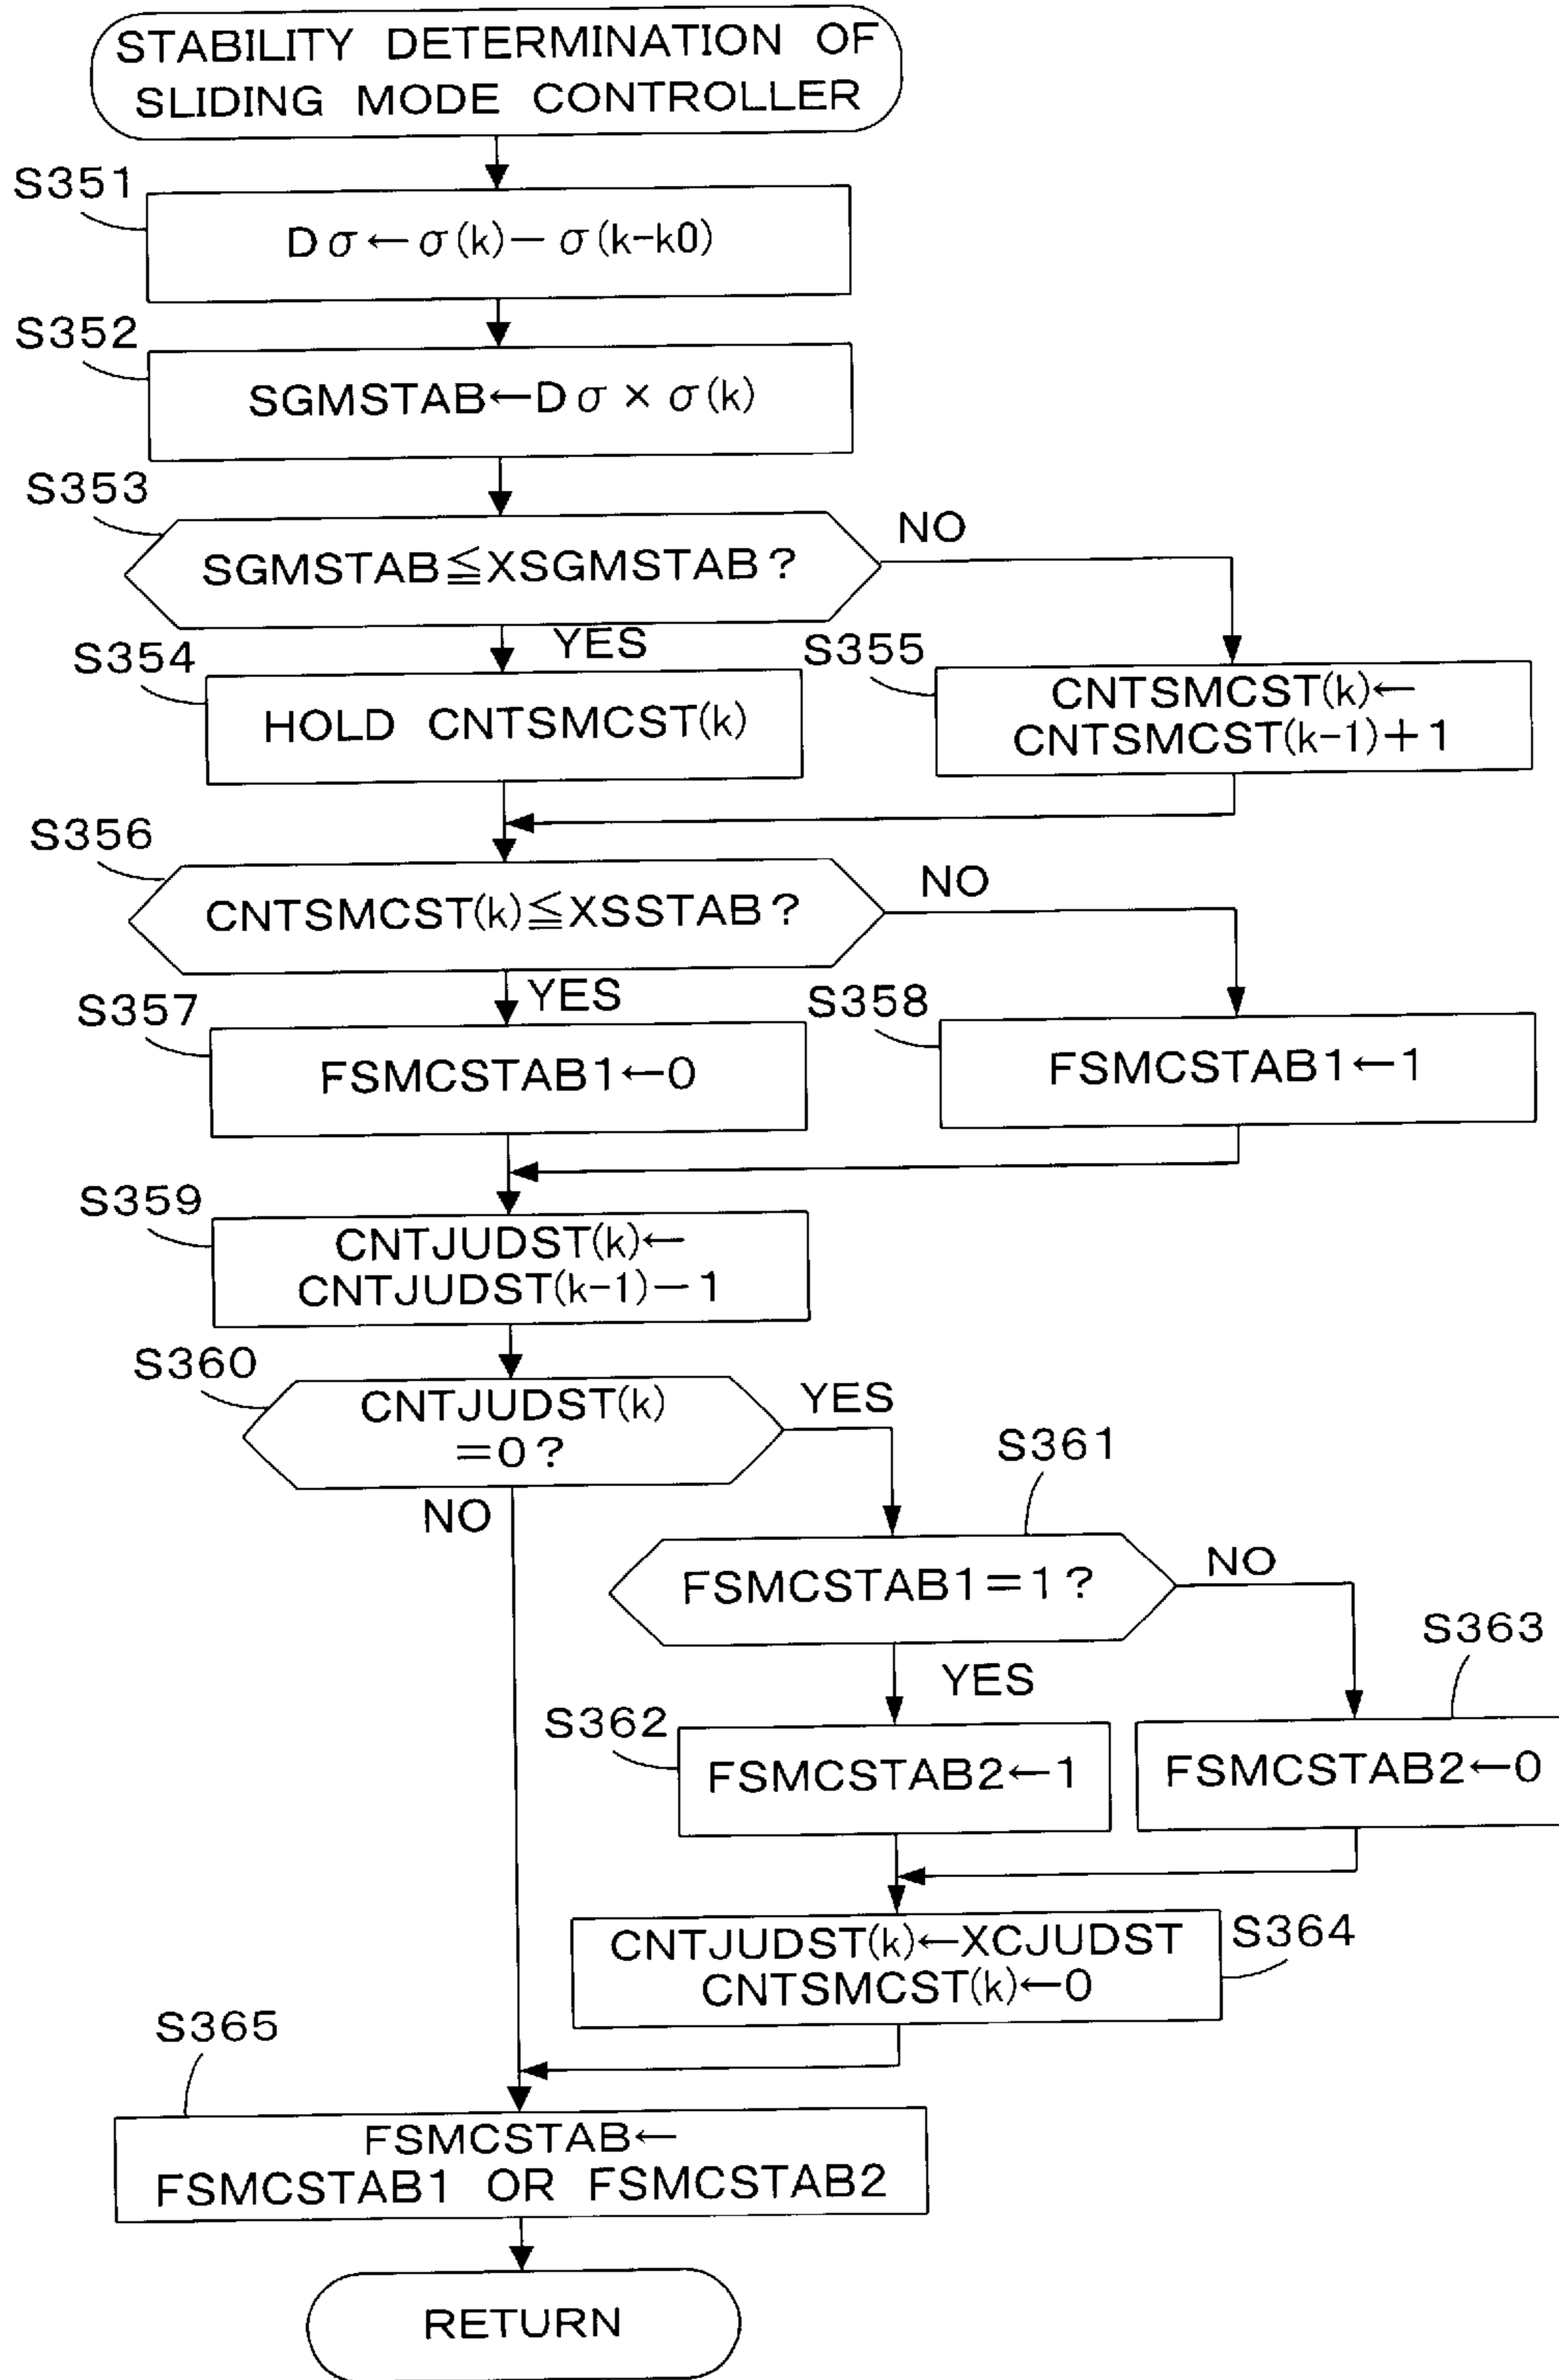 STABILITY DETERMINATION OF
SLIDING MODE CONTROLLER
S351
Dσ←σ(k)−σ(k-k0)
S352
SGMSTAB←Dσ×σ(k)
S353
SGMSTAB≦XSGMSTAB?
NO
YES
S354
HOLD CNTSMCST(k)
S355
CNTSMCST(k)←
CNTSMCST(k-1)+1
S356
CNTSMCST(k)≦XSSTAB?
NO
YES
S357
FSMCSTAB1←0
S358
FSMCSTAB1←1
S359
CNTJUDST(k)←
CNTJUDST(k-1)−1
S360
CNTJUDST(k)
=0?
YES
NO
S361
FSMCSTAB1=1?
NO
YES
S362
FSMCSTAB2←1
S363
FSMCSTAB2←0
CNTJUDST(k)←XCJUDST
CNTSMCST(k)←0
S364
S365
FSMCSTAB←
FSMCSTAB1 OR FSMCSTAB2
RETURN